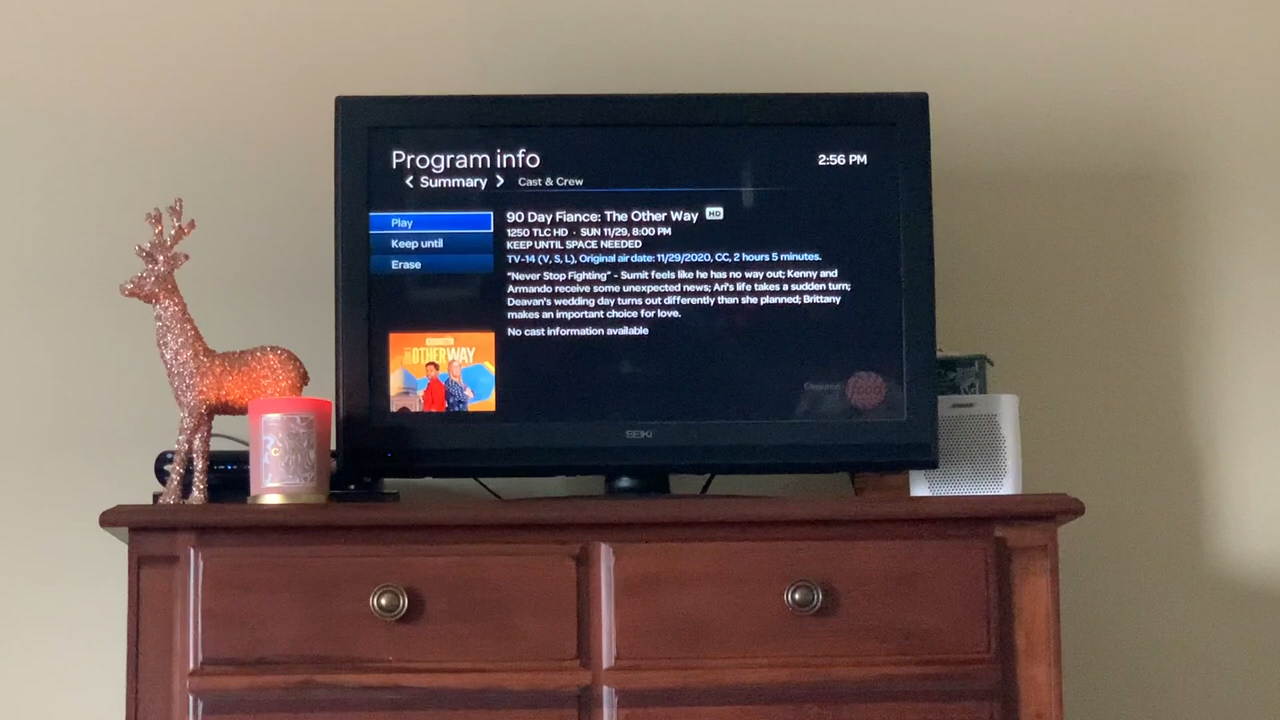 Program info
2:56 PM
< Summary > Cast & Crew
Play
Keep until
Erase
90 Day Fiance: The Other Way HD
1250 TLC HD · SUN 11/29, 8:00 PM
KEEP UNTIL SPACE NEEDED
TV-14 (V, S, L), Original air date: 11/29/2020, CC, 2 hours 5 minutes.
"Never Stop Fighting" - Sumit feels like he has no way out; Kenny and
Armando receive some unexpected news; Ari's life takes a sudden turn;
Deavan's wedding day turns out differently than she planned; Brittany
makes an important choice for love.
No cast information available
OTHER WAY
food
SEIKI